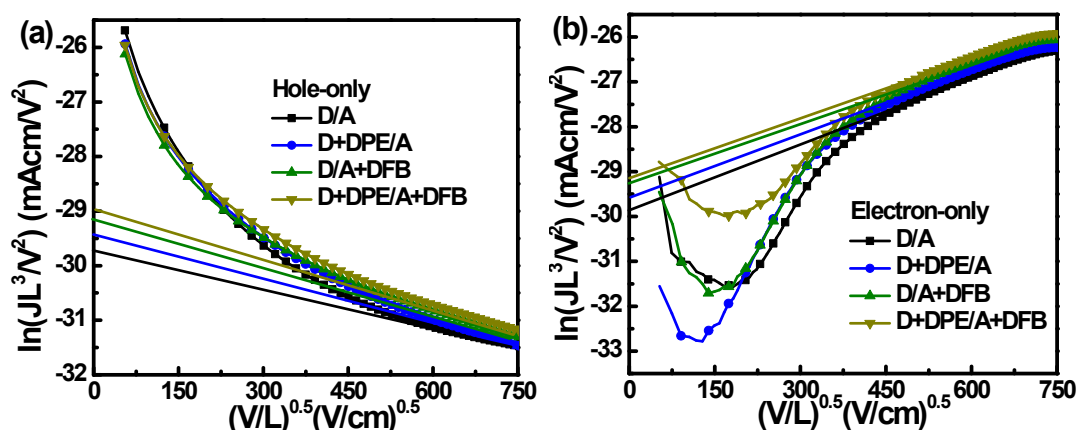 (a)
-26
-27
-28
-29
-30
-31
-32
ln(JL³/V²) (mAcm/V²)
Hole-only
D/A
D+DPE/A
D/A+DFB
D+DPE/A+DFB
0 150 300 450 600 750
(V/L)^0.5(V/cm)^0.5
(b)
-26
-27
-28
-29
-30
-31
-32
-33
ln(JL³/V²) (mAcm/V²)
Electron-only
D/A
D+DPE/A
D/A+DFB
D+DPE/A+DFB
0 150 300 450 600 750
(V/L)^0.5(V/cm)^0.5